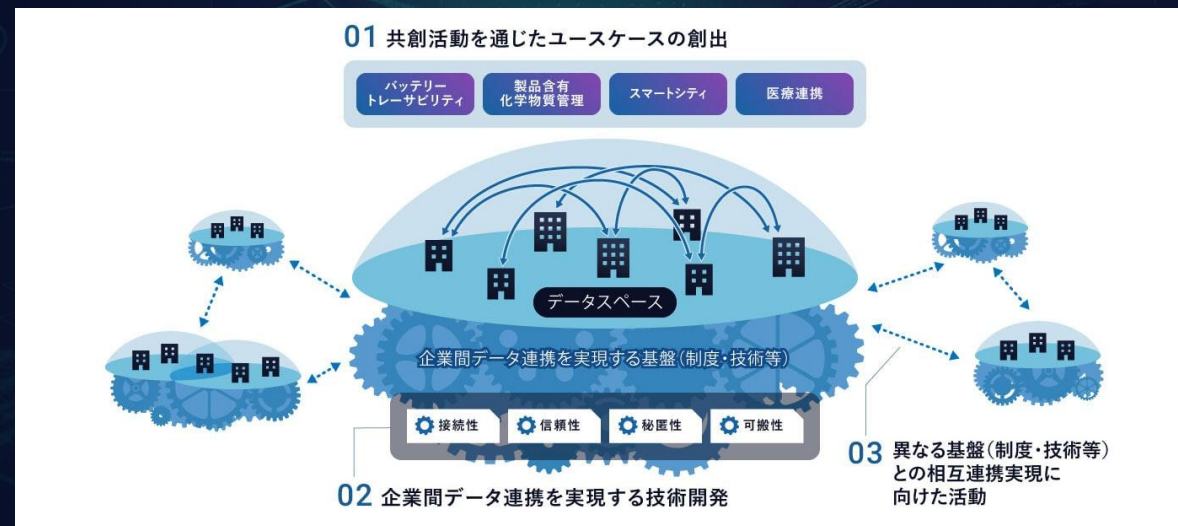 01 共創活動を通じたユースケースの創出
バッテリー
トレーサビリティ
製品含有
化学物質管理
スマートシティ
医療連携
データスペース
企業間データ連携を実現する基盤(制度・技術等)
接続性
信頼性
秘匿性
可搬性
02 企業間データ連携を実現する技術開発
03 異なる基盤(制度・技術等)
との相互連携実現に
向けた活動